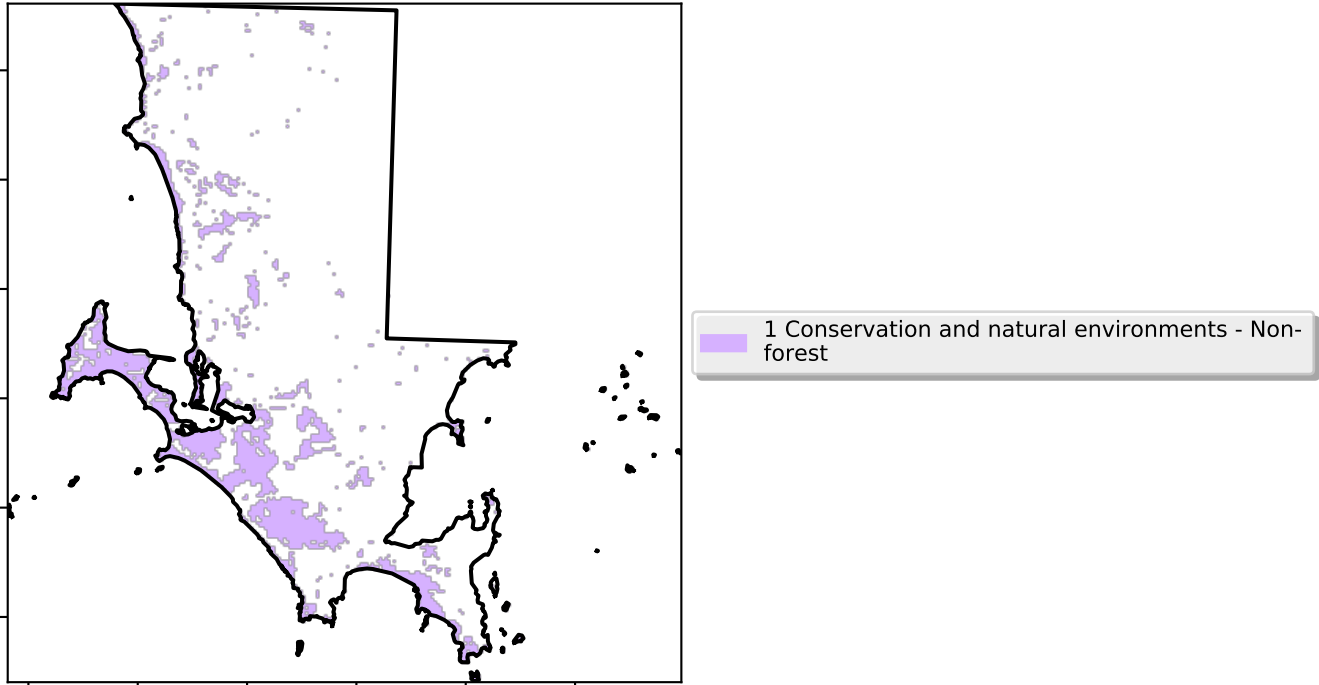 1 Conservation and natural environments - Non-
forest